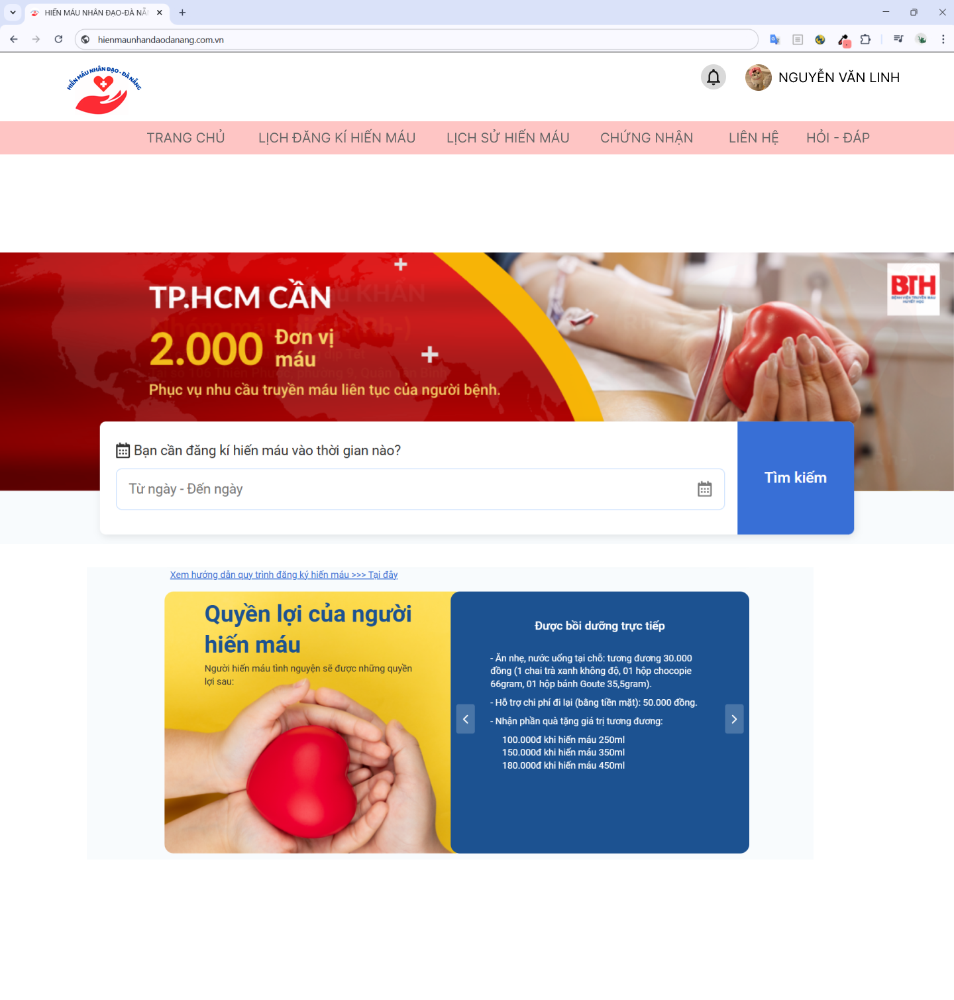 HIẾN MÁU NHÂN ĐẠO-ĐÀ NẴ
hienmaunhandaodanang.com.vn
HIẾN MÁU NHÂN ĐẠO - ĐÀ NẴNG
NGUYỄN VĂN LINH
TRANG CHỦ LỊCH ĐĂNG KÍ HIẾN MÁU LỊCH SỬ HIẾN MÁU CHỨNG NHẬN LIÊN HỆ HỎI - ĐÁP
TP.HCM CẦN
2.000 Đơn vị
máu
Phục vụ nhu cầu truyền máu liên tục của người bệnh.
BTH
BỆNH VIỆN TRUYỀN MÁU
HUYẾT HỌC
Bạn cần đăng kí hiến máu vào thời gian nào?
Từ ngày - Đến ngày
Tìm kiếm
Xem hướng dẫn quy trình đăng ký hiến máu >>> Tại đây
Quyền lợi của người
hiến máu
Người hiến máu tình nguyện sẽ được những quyền
lợi sau:
Được bồi dưỡng trực tiếp
- Ăn nhẹ, nước uống tại chỗ: tương đương 30.000
đồng (1 chai trà xanh không độ, 01 hộp chocopie
66gram, 01 hộp bánh Goute 35,5gram).
- Hỗ trợ chi phí đi lại (bằng tiền mặt): 50.000 đồng.
- Nhận phần quà tặng giá trị tương đương:
100.000đ khi hiến máu 250ml
150.000đ khi hiến máu 350ml
180.000đ khi hiến máu 450ml